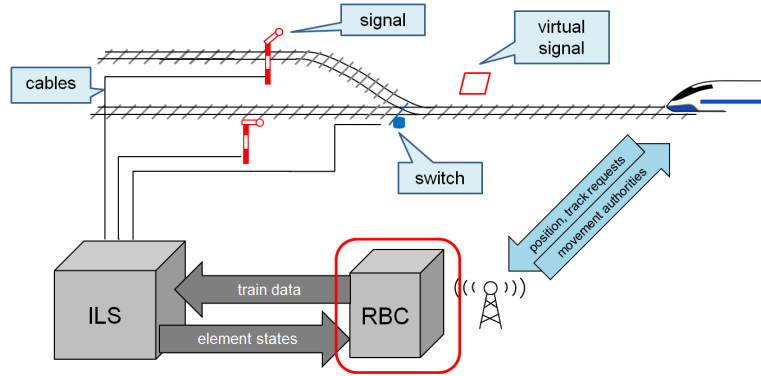 signal
virtual
signal
cables
switch
position, track requests
movement authorities
train data
ILS
RBC
element states